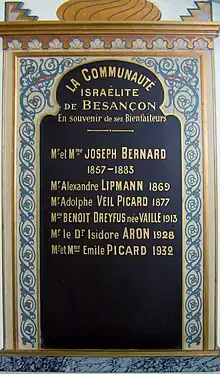 LA COMMUNAUTÉ
ISRAËLITE
DE BESANÇON
En souvenir de ses Bienfaiteurs
Mr et Mme JOSEPH BERNARD
1857-1883
Mr Alexandre LIPMANN 1869
Mr Adolphe VEIL PICARD 1877
Mme BENOIT DREYFUS née VAILLE 1913
Mr le Dr Isidore ARON 1928
Mr et Mme Emile PICARD 1932